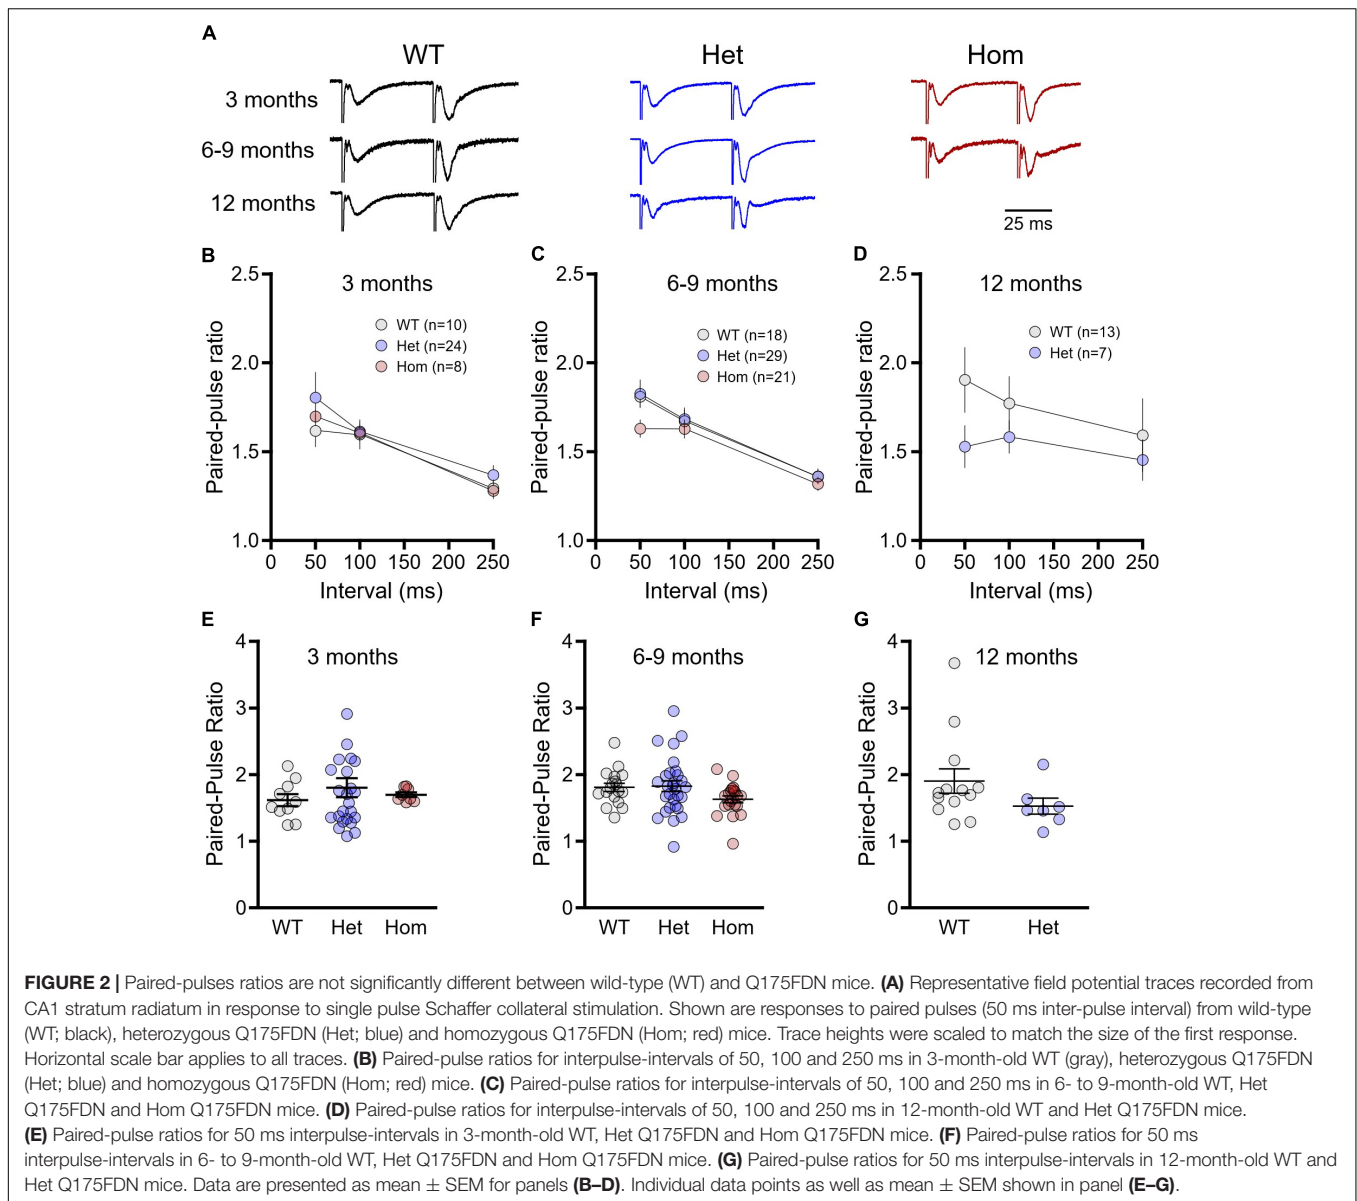 A
WT Het Hom
3 months
6-9 months
12 months
25 ms
B
3 months
2.5
2.0
1.5
1.0
Paired-pulse ratio
WT (n=10)
Het (n=24)
Hom (n=8)
0 50 100 150 200 250
Interval (ms)
C
6-9 months
2.5
2.0
1.5
1.0
Paired-pulse ratio
WT (n=18)
Het (n=29)
Hom (n=21)
0 50 100 150 200 250
Interval (ms)
D
12 months
2.5
2.0
1.5
1.0
Paired-pulse ratio
WT (n=13)
Het (n=7)
0 50 100 150 200 250
Interval (ms)
E
3 months
4
3
2
1
0
Paired-Pulse Ratio
WT Het Hom
F
6-9 months
4
3
2
1
0
Paired-Pulse Ratio
WT Het Hom
G
12 months
4
3
2
1
0
Paired-Pulse Ratio
WT Het
FIGURE 2 | Paired-pulses ratios are not significantly different between wild-type (WT) and Q175FDN mice. (A) Representative field potential traces recorded from
CA1 stratum radiatum in response to single pulse Schaffer collateral stimulation. Shown are responses to paired pulses (50 ms inter-pulse interval) from wild-type
(WT; black), heterozygous Q175FDN (Het; blue) and homozygous Q175FDN (Hom; red) mice. Trace heights were scaled to match the size of the first response.
Horizontal scale bar applies to all traces. (B) Paired-pulse ratios for interpulse-intervals of 50, 100 and 250 ms in 3-month-old WT (gray), heterozygous Q175FDN
(Het; blue) and homozygous Q175FDN (Hom; red) mice. (C) Paired-pulse ratios for interpulse-intervals of 50, 100 and 250 ms in 6- to 9-month-old WT, Het
Q175FDN and Hom Q175FDN mice. (D) Paired-pulse ratios for interpulse-intervals of 50, 100 and 250 ms in 12-month-old WT and Het Q175FDN mice.
(E) Paired-pulse ratios for 50 ms interpulse-intervals in 3-month-old WT, Het Q175FDN and Hom Q175FDN mice. (F) Paired-pulse ratios for 50 ms
interpulse-intervals in 6- to 9-month-old WT, Het Q175FDN and Hom Q175FDN mice. (G) Paired-pulse ratios for 50 ms interpulse-intervals in 12-month-old WT and
Het Q175FDN mice. Data are presented as mean ± SEM for panels (B–D). Individual data points as well as mean ± SEM shown in panel (E–G).